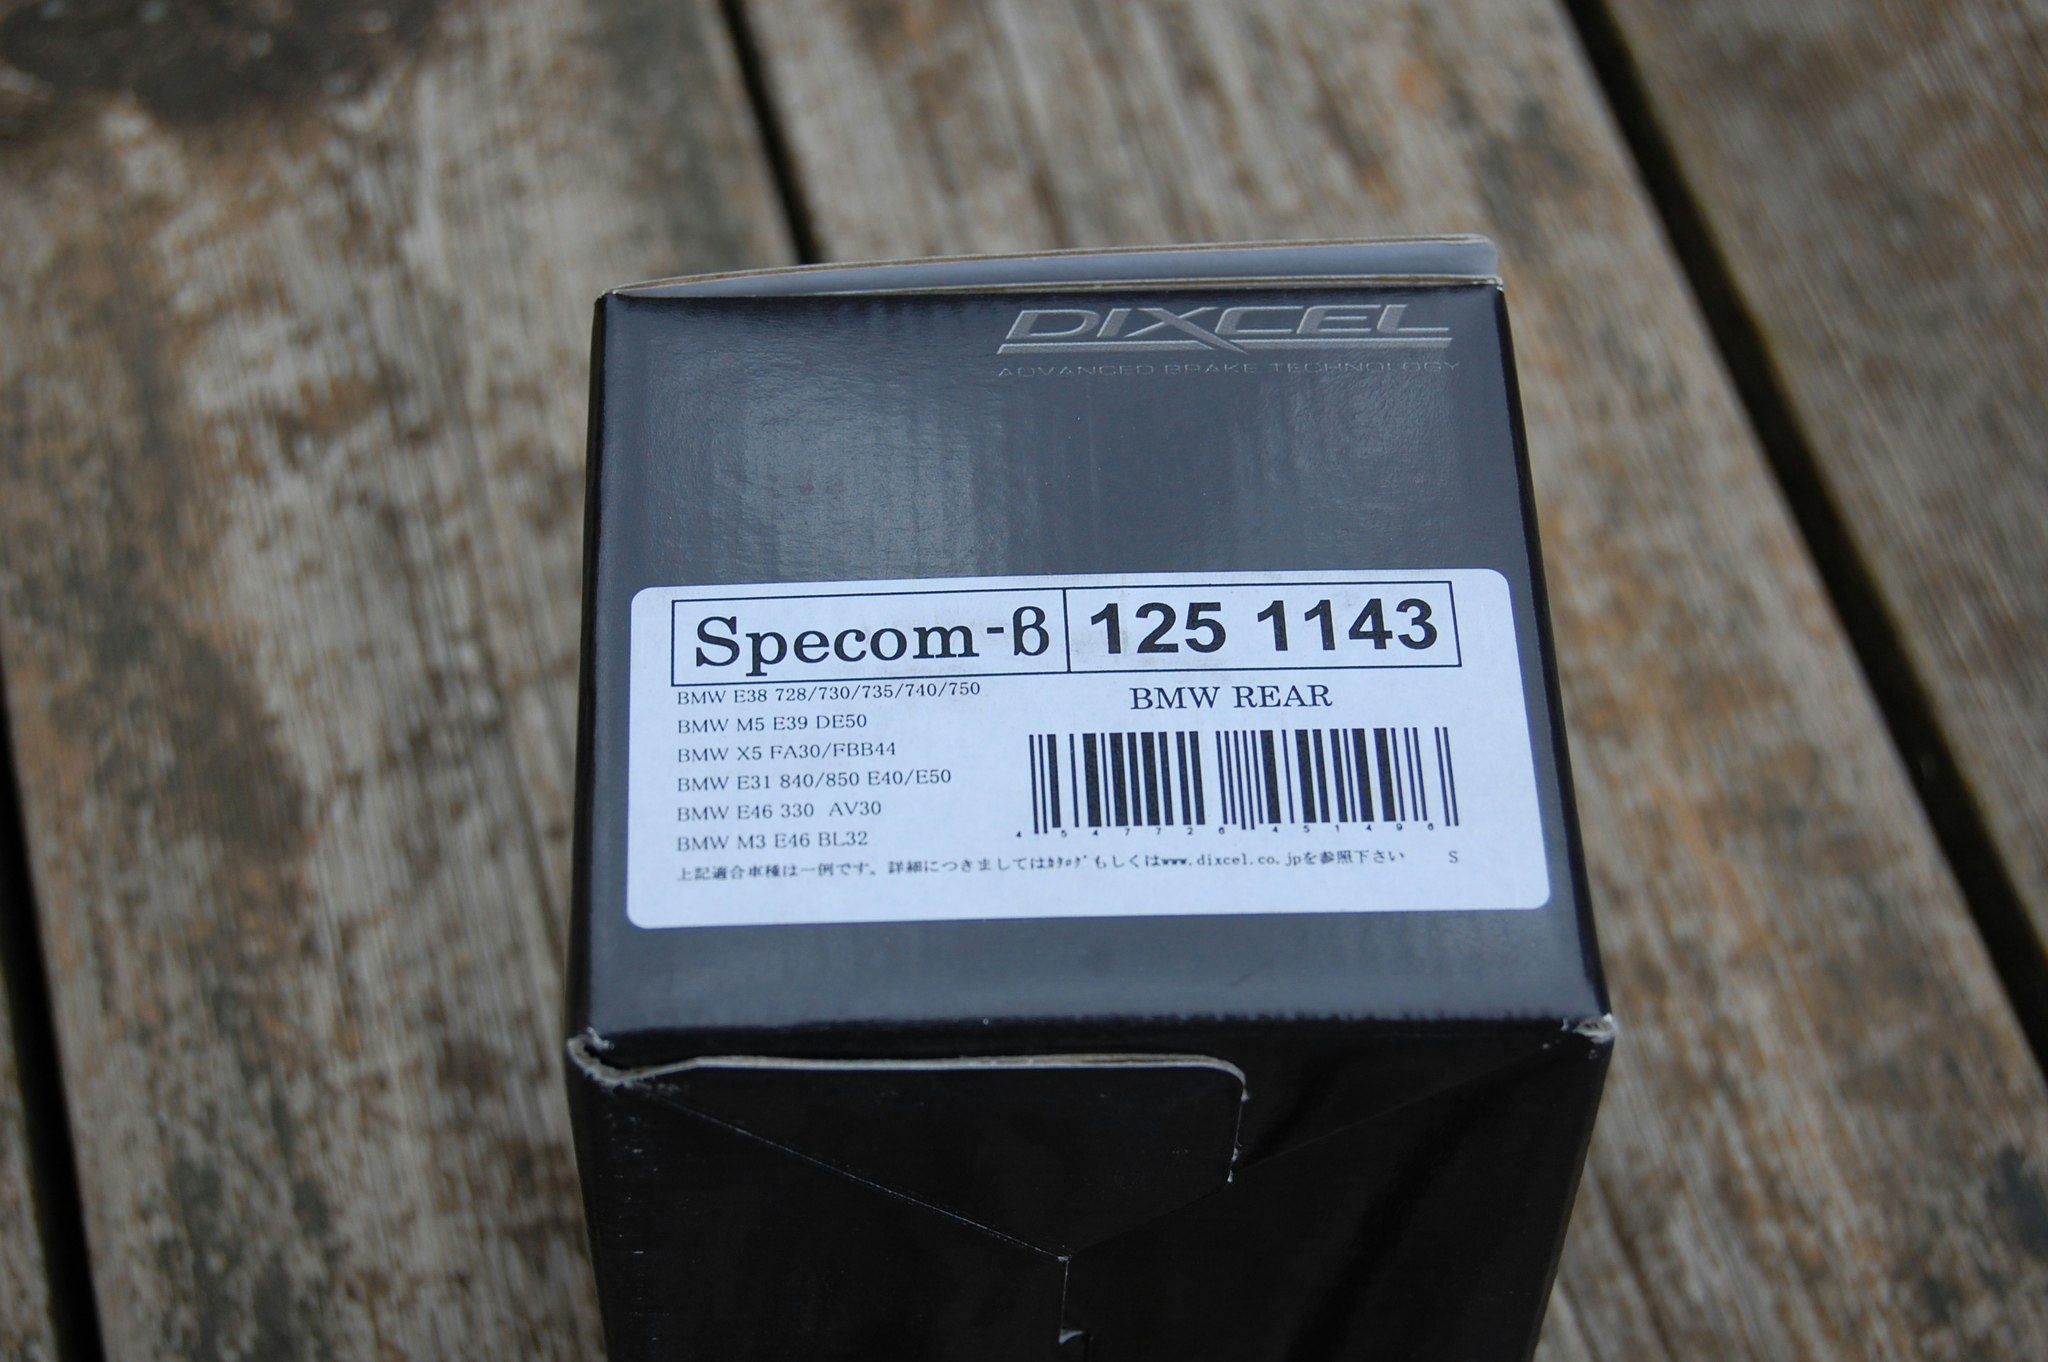 DIXCEL
ADVANCED BRAKE TECHNOLOGY
Specom-β 125 1143
BMW E38 728/730/735/740/750
BMW M5 E39 DE50
BMW X5 FA30/FBB44
BMW E31 840/850 E40/E50
BMW E46 330 AV30
BMW M3 E46 BL32
BMW REAR
4 547726 451496
上記適合車種は一例です。詳細につきましてはｶﾀﾛｸﾞもしくはwww.dixcel.co.jpを参照下さい S